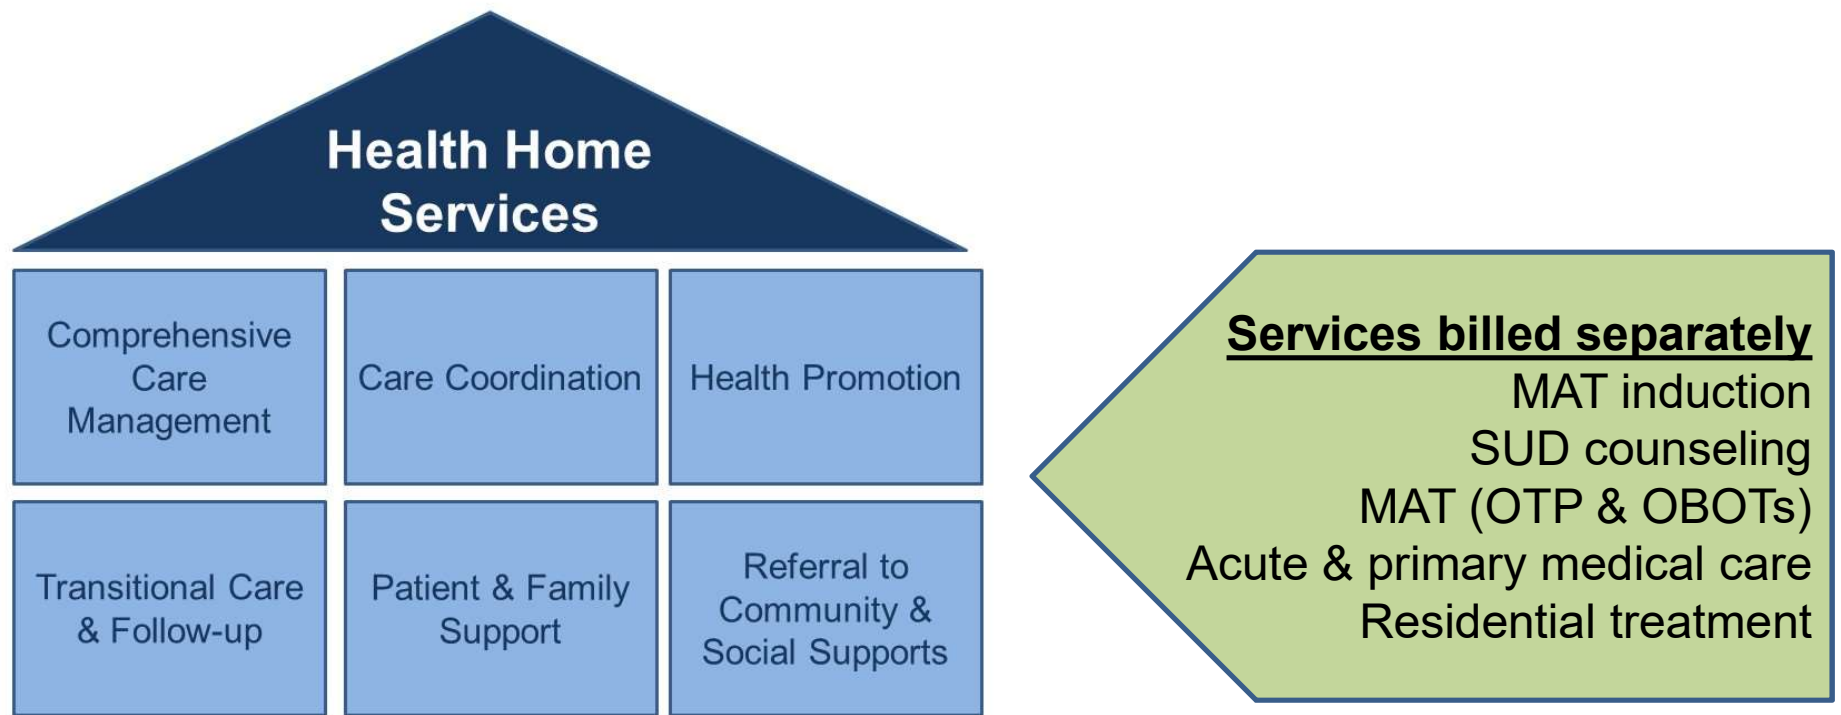 Health Home
Services
Comprehensive
Care
Management
Care Coordination
Health Promotion
Transitional Care
& Follow-up
Patient & Family
Support
Referral to
Community &
Social Supports
Services billed separately
MAT induction
SUD counseling
MAT (OTP & OBOTs)
Acute & primary medical care
Residential treatment